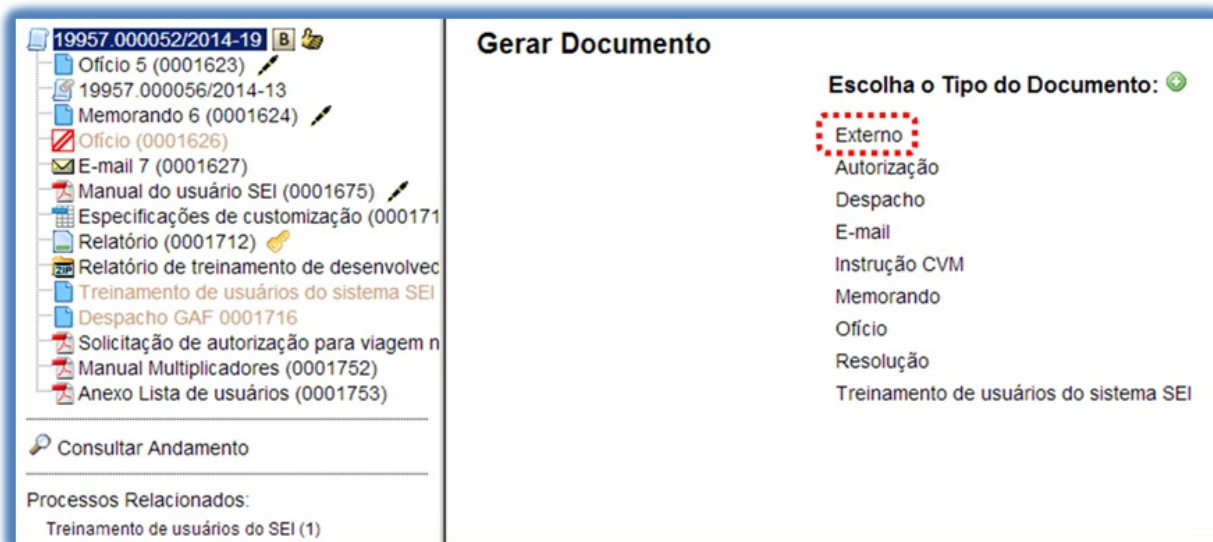 19957.000052/2014-19 B
Ofício 5 (0001623)
19957.000056/2014-13
Memorando 6 (0001624)
Ofício (0001626)
E-mail 7 (0001627)
Manual do usuário SEI (0001675)
Especificações de customização (000171
Relatório (0001712)
ZIP Relatório de treinamento de desenvolvec
Treinamento de usuários do sistema SEI
Despacho GAF 0001716
Solicitação de autorização para viagem n
Manual Multiplicadores (0001752)
Anexo Lista de usuários (0001753)
Consultar Andamento
Processos Relacionados:
Treinamento de usuários do SEI (1)
Gerar Documento
Escolha o Tipo do Documento:
Externo
Autorização
Despacho
E-mail
Instrução CVM
Memorando
Ofício
Resolução
Treinamento de usuários do sistema SEI